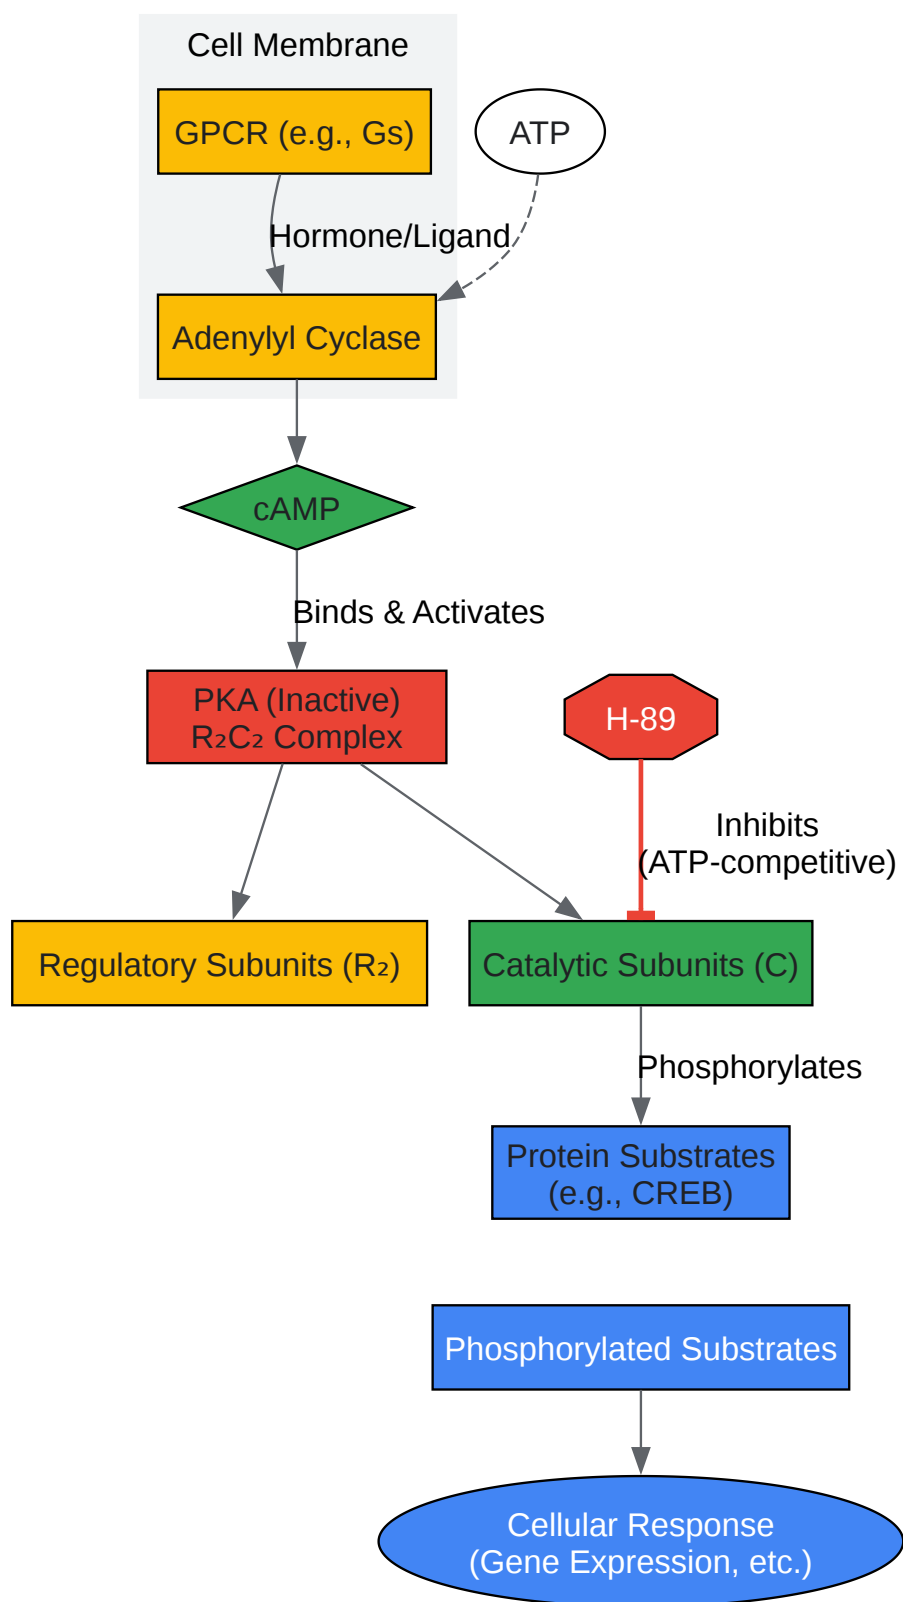 Cell Membrane
GPCR (e.g., Gs)
ATP
Hormone/Ligand
Adenylyl Cyclase
cAMP
Binds & Activates
PKA (Inactive)
R₂C₂ Complex
H-89
Inhibits
(ATP-competitive)
Regulatory Subunits (R₂)
Catalytic Subunits (C)
Phosphorylates
Protein Substrates
(e.g., CREB)
Phosphorylated Substrates
Cellular Response
(Gene Expression, etc.)